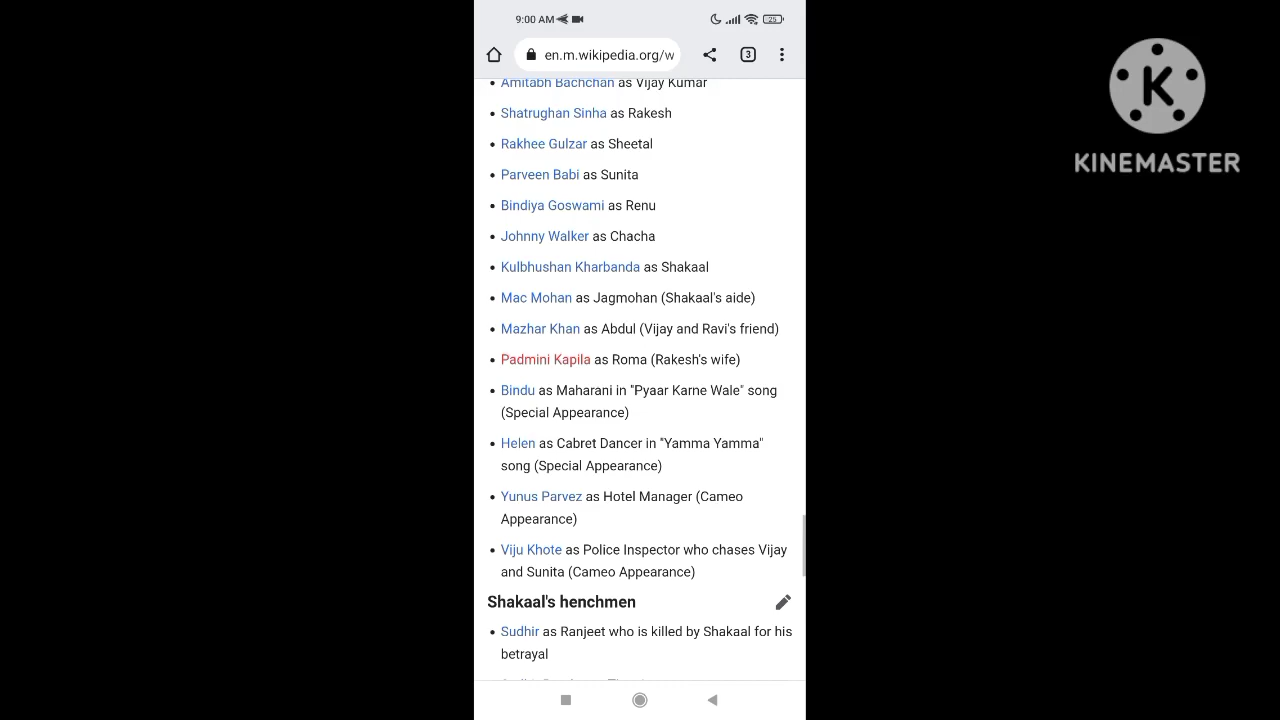 9:00 AM
25
en.m.wikipedia.org/w
3
K
KINEMASTER
Amitabh Bachchan as Vijay Kumar
• Shatrughan Sinha as Rakesh
• Rakhee Gulzar as Sheetal
• Parveen Babi as Sunita
• Bindiya Goswami as Renu
• Johnny Walker as Chacha
• Kulbhushan Kharbanda as Shakaal
• Mac Mohan as Jagmohan (Shakaal's aide)
• Mazhar Khan as Abdul (Vijay and Ravi's friend)
• Padmini Kapila as Roma (Rakesh's wife)
• Bindu as Maharani in "Pyaar Karne Wale" song
(Special Appearance)
• Helen as Cabret Dancer in "Yamma Yamma"
song (Special Appearance)
• Yunus Parvez as Hotel Manager (Cameo
Appearance)
• Viju Khote as Police Inspector who chases Vijay
and Sunita (Cameo Appearance)
Shakaal's henchmen
• Sudhir as Ranjeet who is killed by Shakaal for his
betrayal